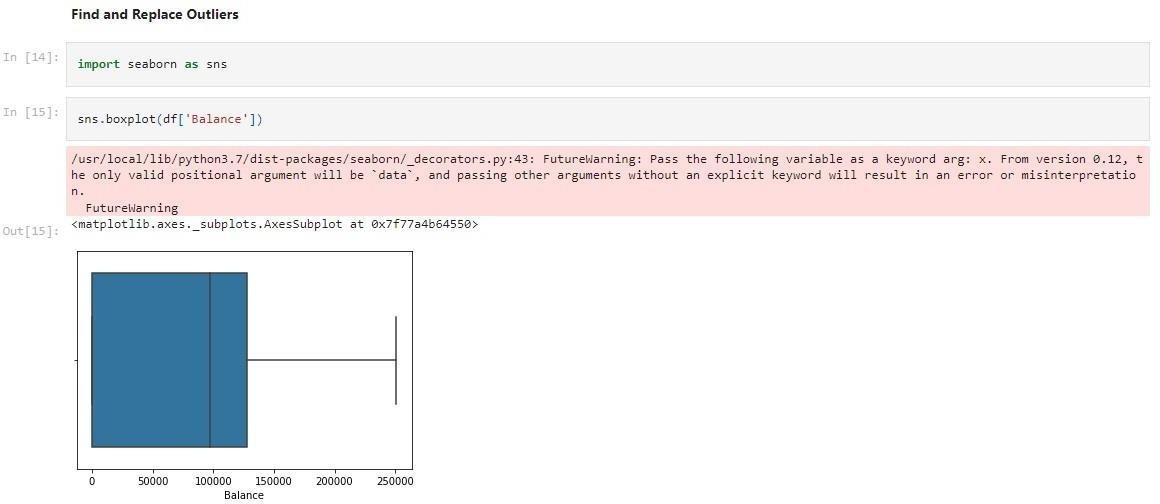 Find and Replace Outliers
In [14]:
import seaborn as sns
In [15]:
sns.boxplot(df['Balance'])
/usr/local/lib/python3.7/dist-packages/seaborn/_decorators.py:43: FutureWarning: Pass the following variable as a keyword arg: x. From version 0.12, t
he only valid positional argument will be `data`, and passing other arguments without an explicit keyword will result in an error or misinterpretatio
n.
FutureWarning
Out[15]:
<matplotlib.axes._subplots.AxesSubplot at 0x7f77a4b64550>
0 50000 100000 150000 200000 250000
Balance